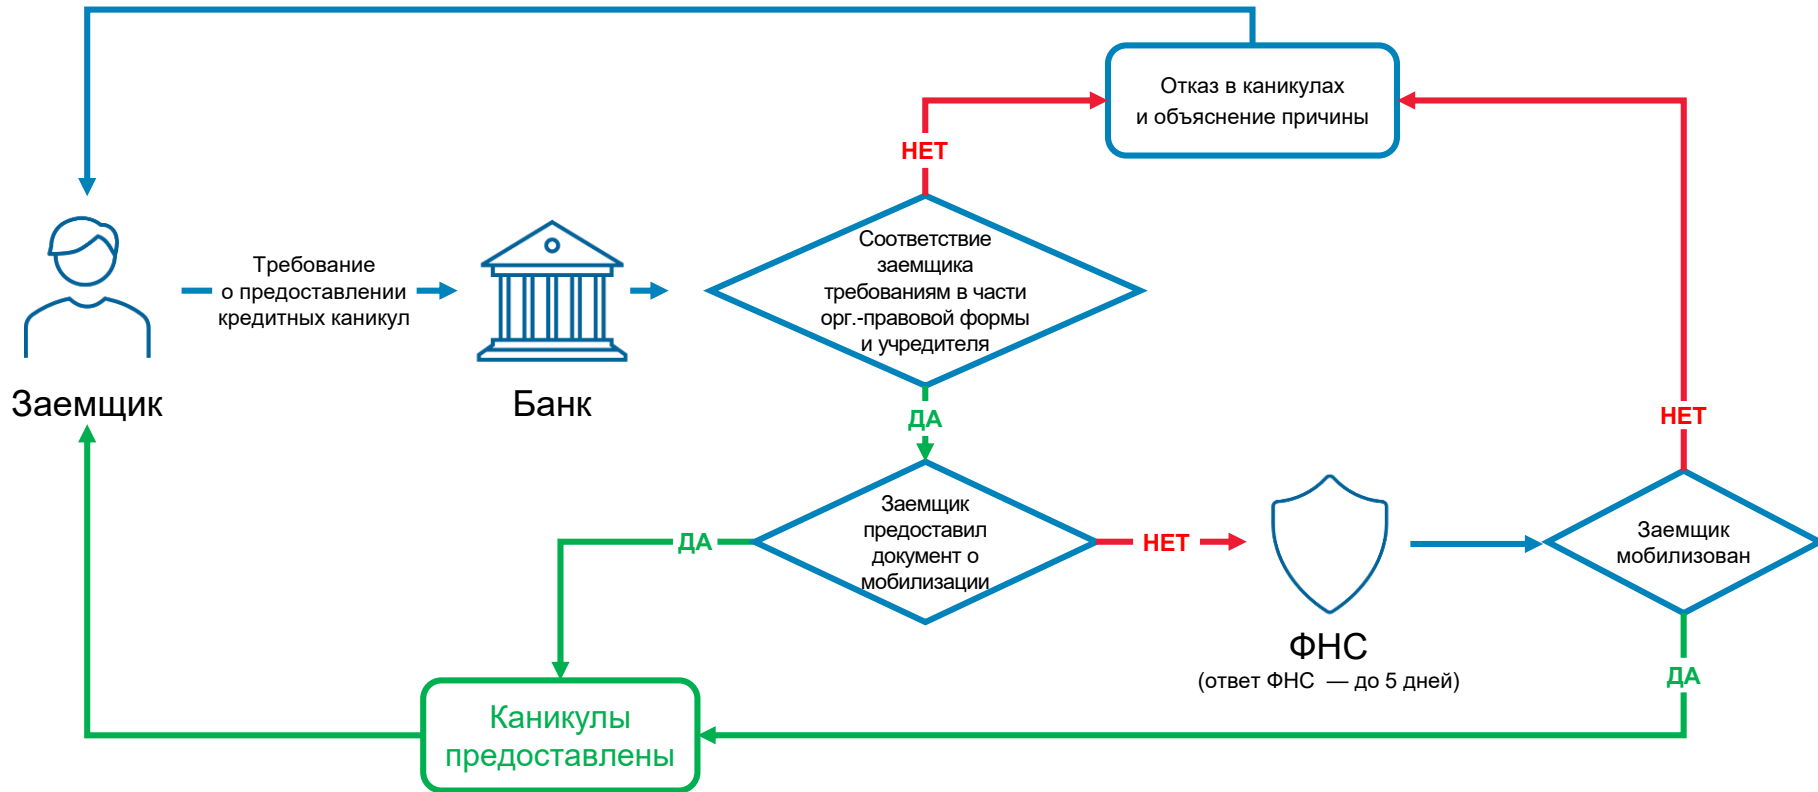 Отказ в каникулах
и объяснение причины
НЕТ
Требование
о предоставлении
кредитных каникул
Соответствие
заемщика
требованиям в части
орг.-правовой формы
и учредителя
Заемщик
Банк
ДА
НЕТ
Заемщик
предоставил
документ о
мобилизации
ДА
НЕТ
Заемщик
мобилизован
ФНС
(ответ ФНС — до 5 дней)
ДА
Каникулы
предоставлены